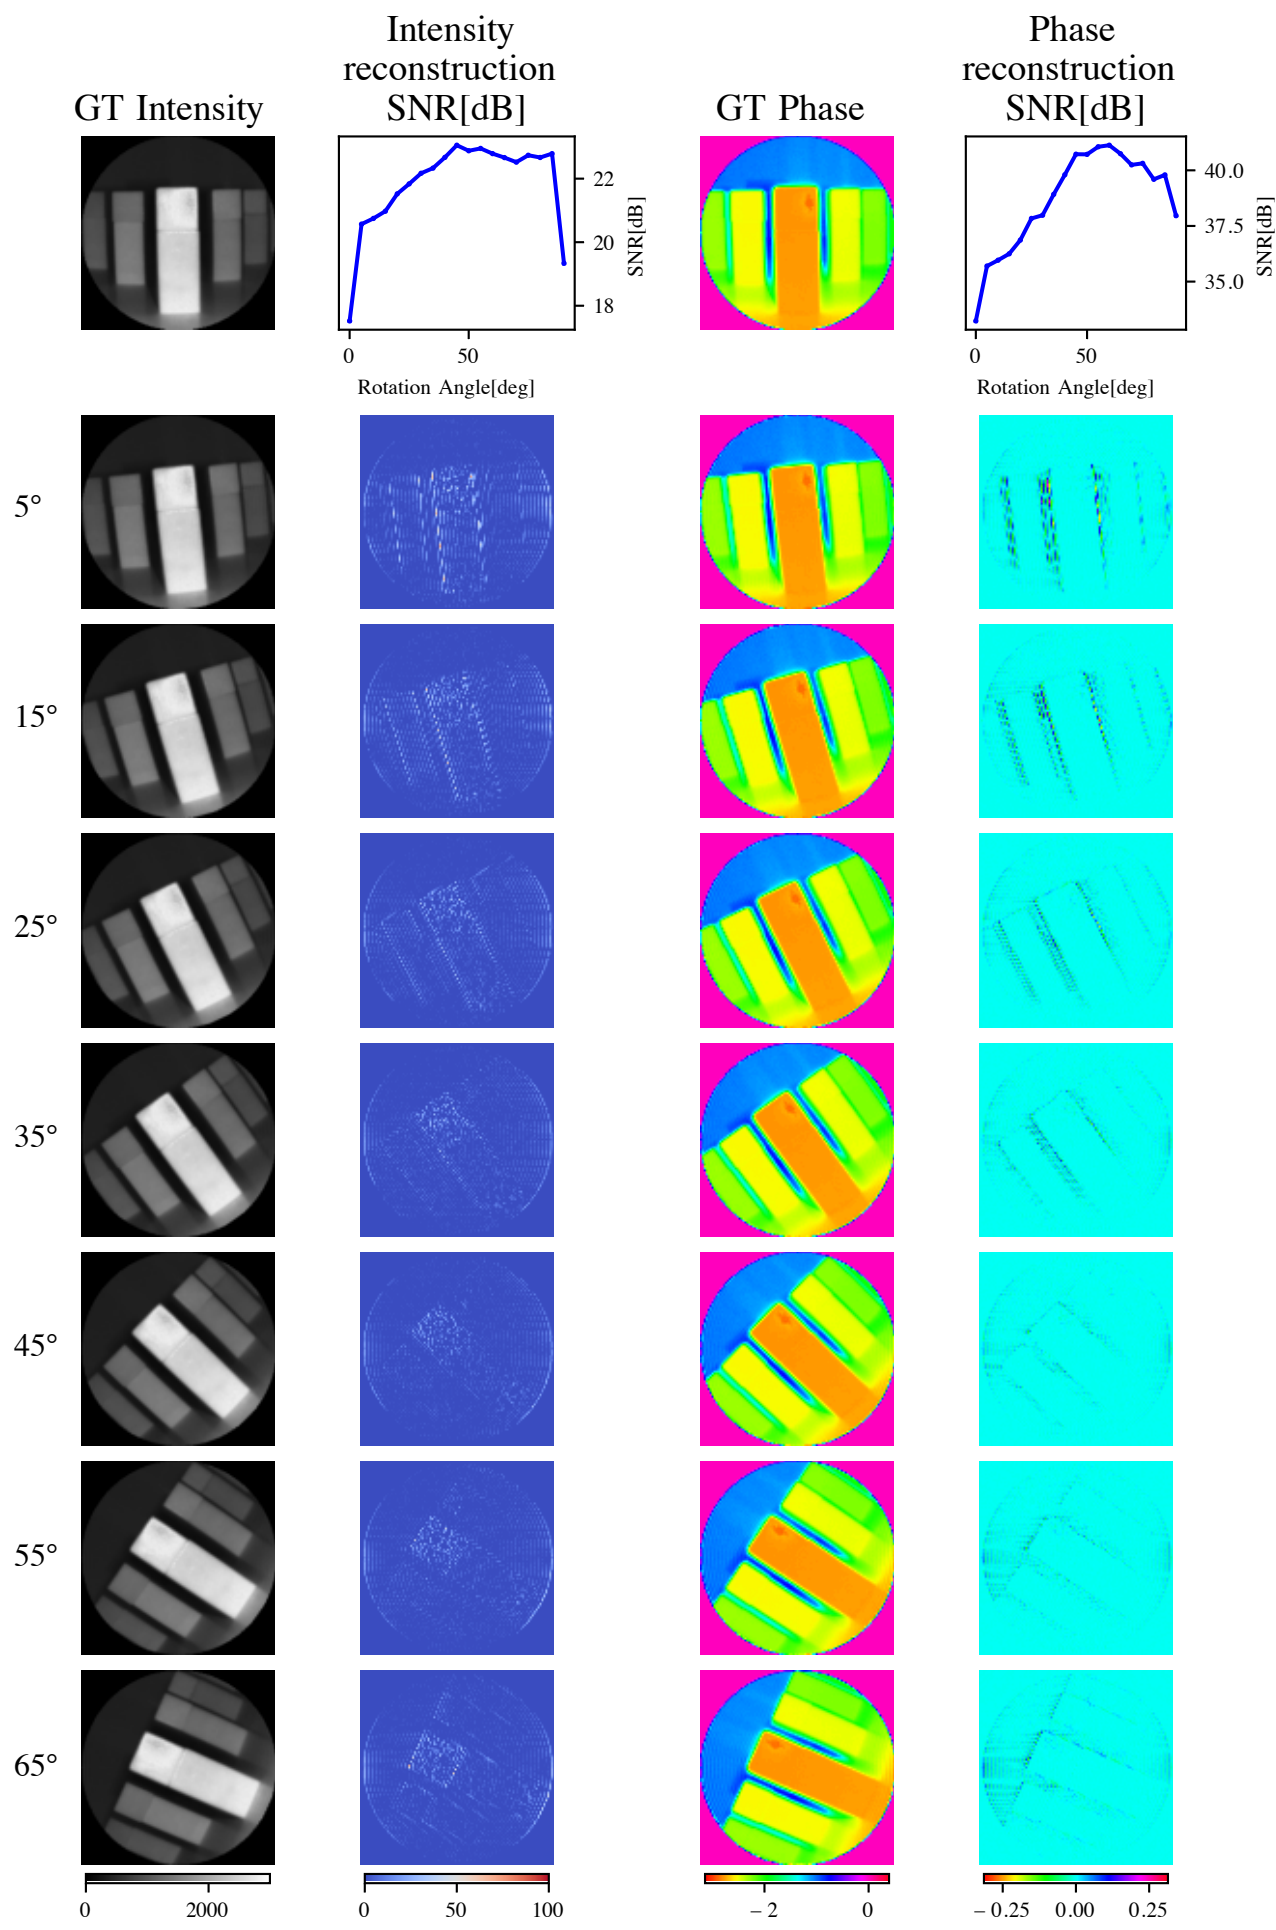 Intensity
reconstruction
SNR[dB]
Phase
reconstruction
SNR[dB]
GT Intensity
GT Phase
22
20
18
SNR[dB]
0
50
Rotation Angle[deg]
40.0
37.5
35.0
SNR[dB]
0
50
Rotation Angle[deg]
5°
15°
25°
35°
45°
55°
65°
0
2000
0
50
100
−2
0
−0.25
0.00
0.25